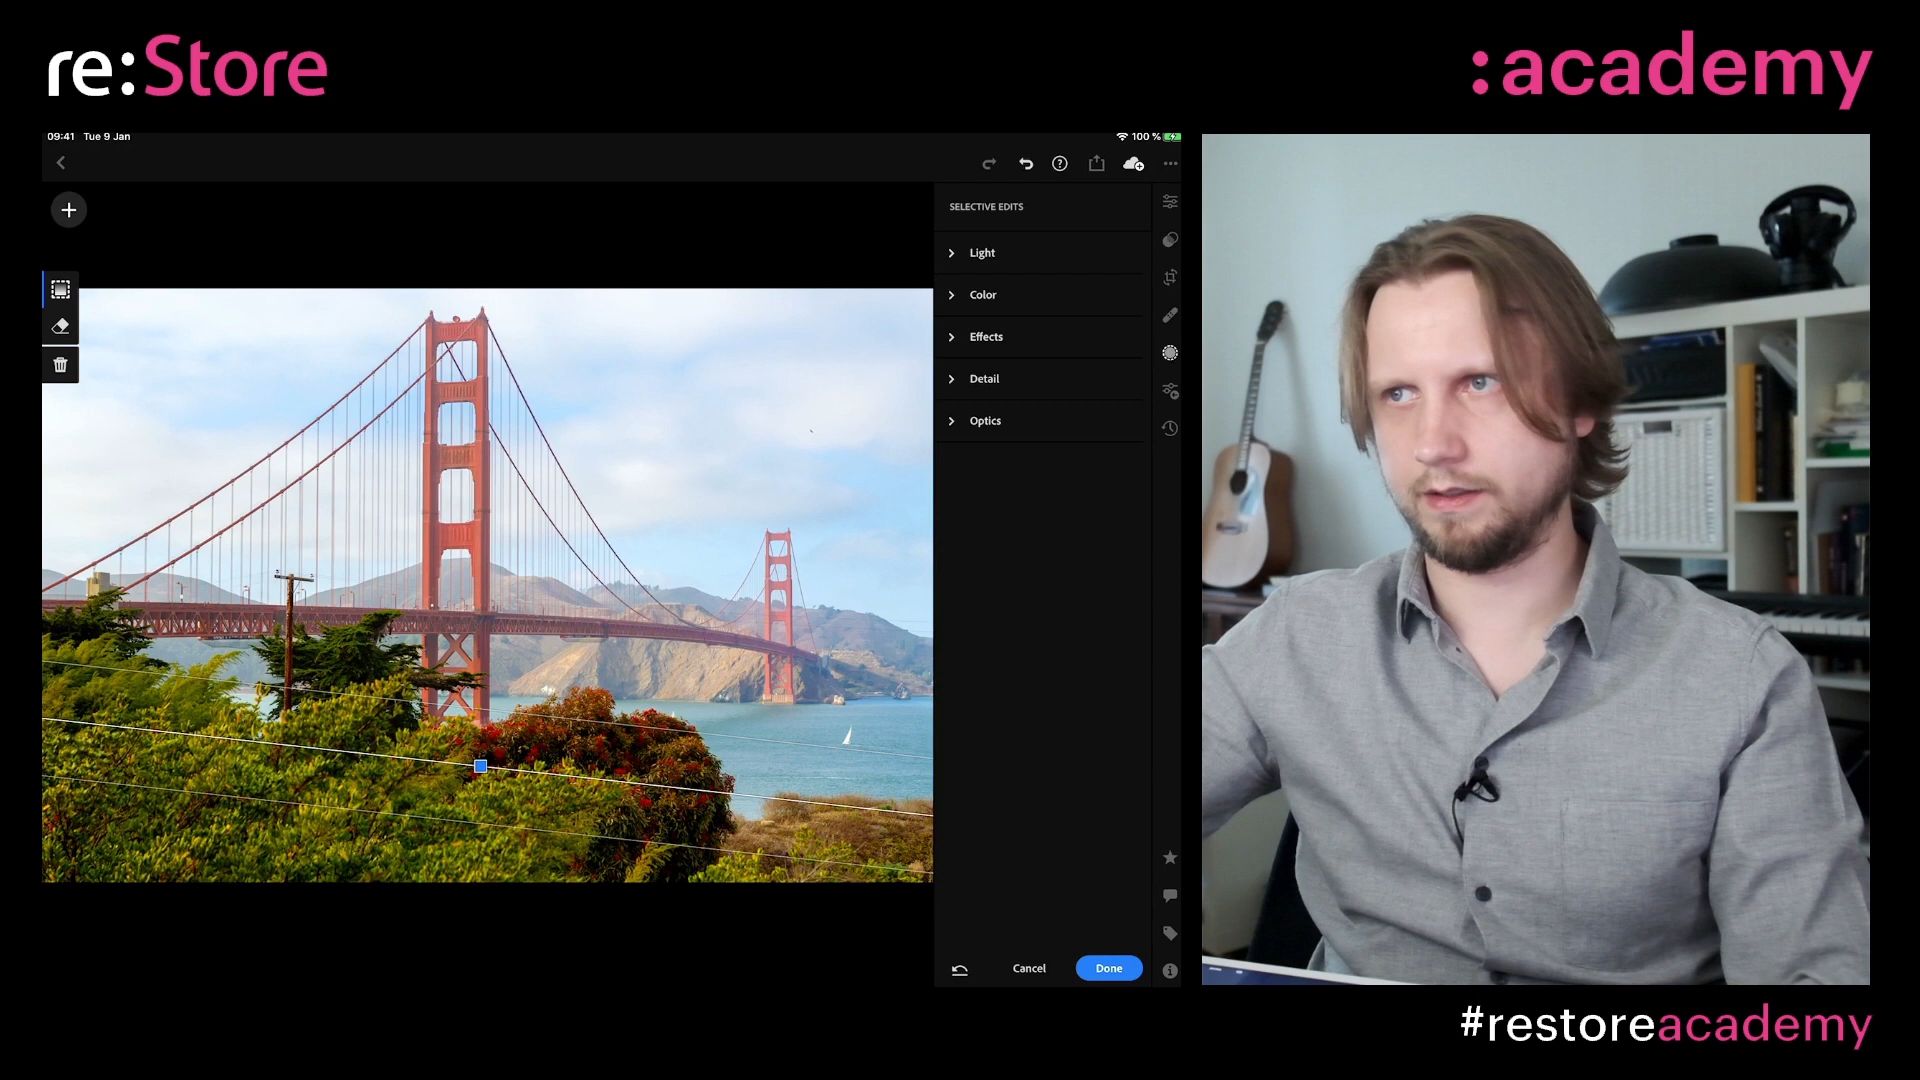 re:Store
:academy
09:41 Tue 9 Jan
100 %
SELECTIVE EDITS
Light
Color
Effects
Detail
Optics
Cancel
Done
#restoreacademy